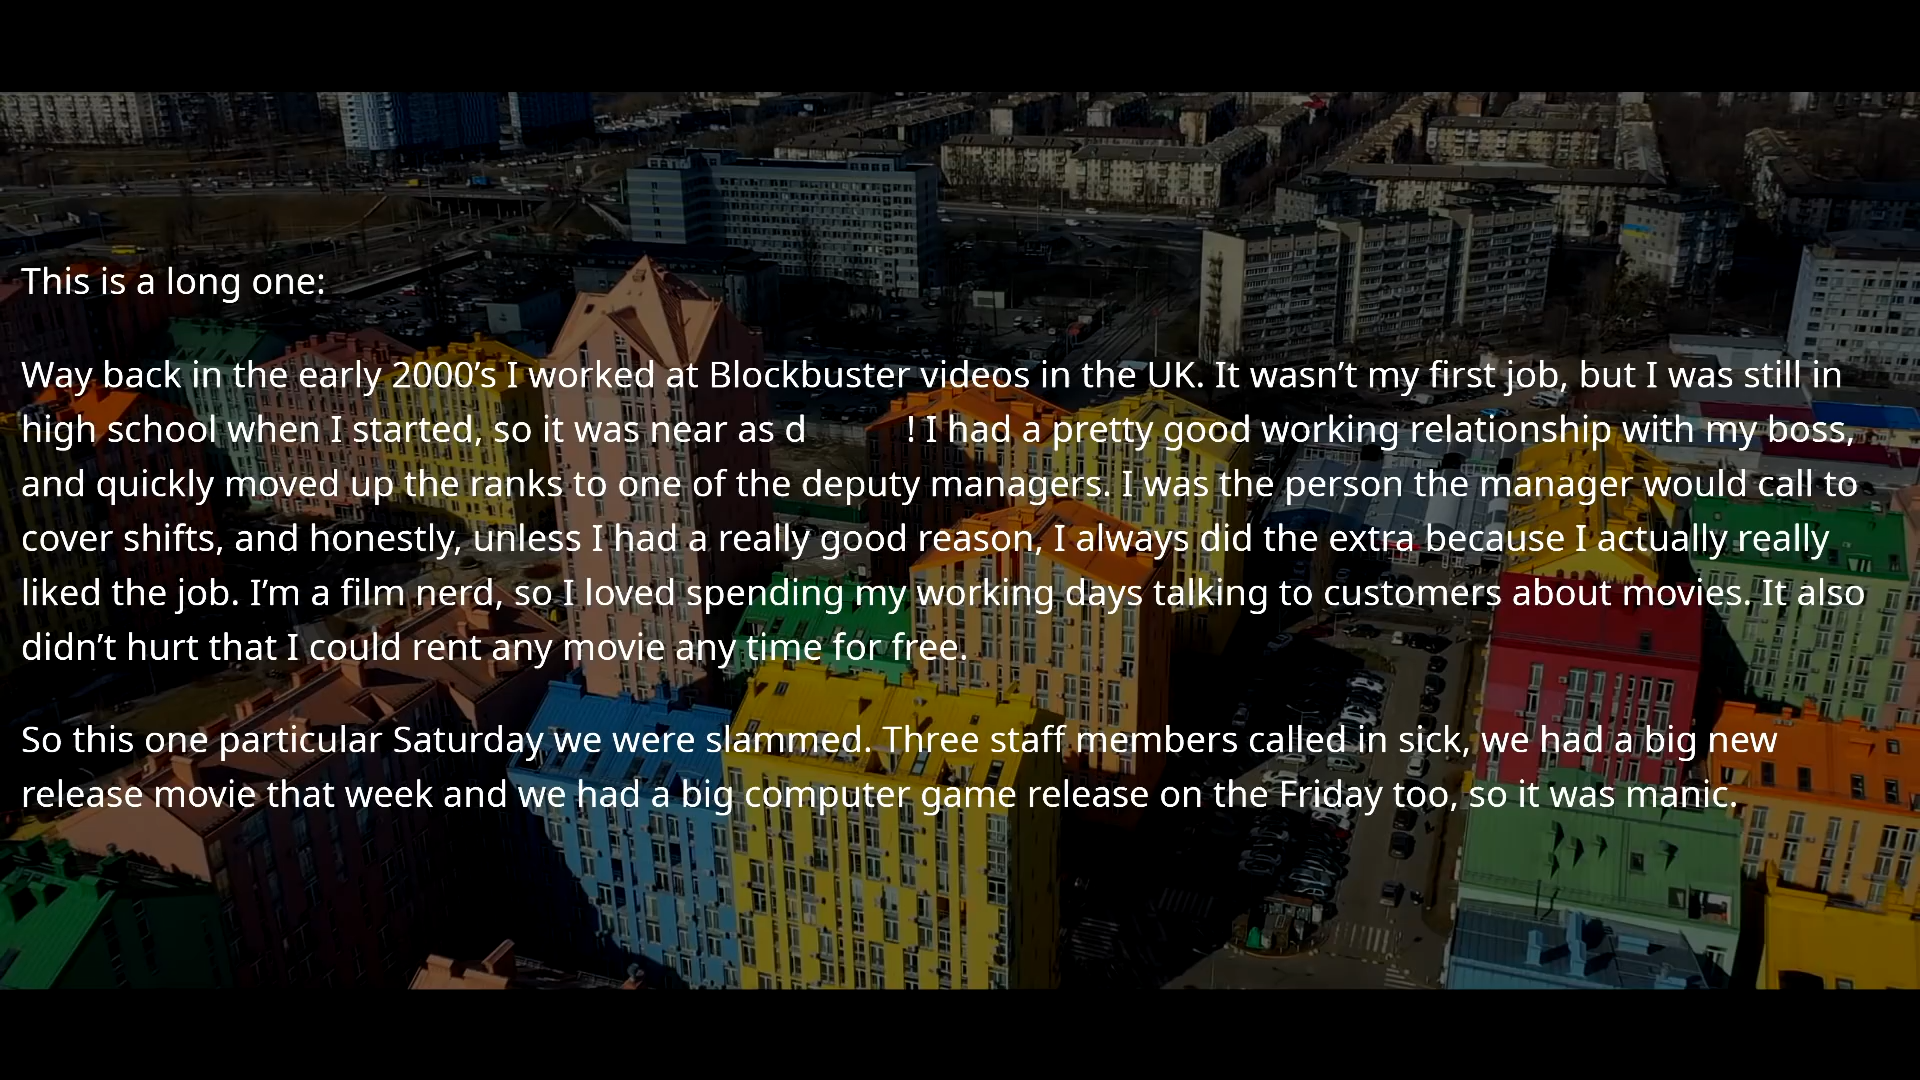 This is a long one:
Way back in the early 2000’s I worked at Blockbuster videos in the UK. It wasn’t my first job, but I was still in
high school when I started, so it was near as d ! I had a pretty good working relationship with my boss,
and quickly moved up the ranks to one of the deputy managers. I was the person the manager would call to
cover shifts, and honestly, unless I had a really good reason, I always did the extra because I actually really
liked the job. I’m a film nerd, so I loved spending my working days talking to customers about movies. It also
didn’t hurt that I could rent any movie any time for free.
So this one particular Saturday we were slammed. Three staff members called in sick, we had a big new
release movie that week and we had a big computer game release on the Friday too, so it was manic.